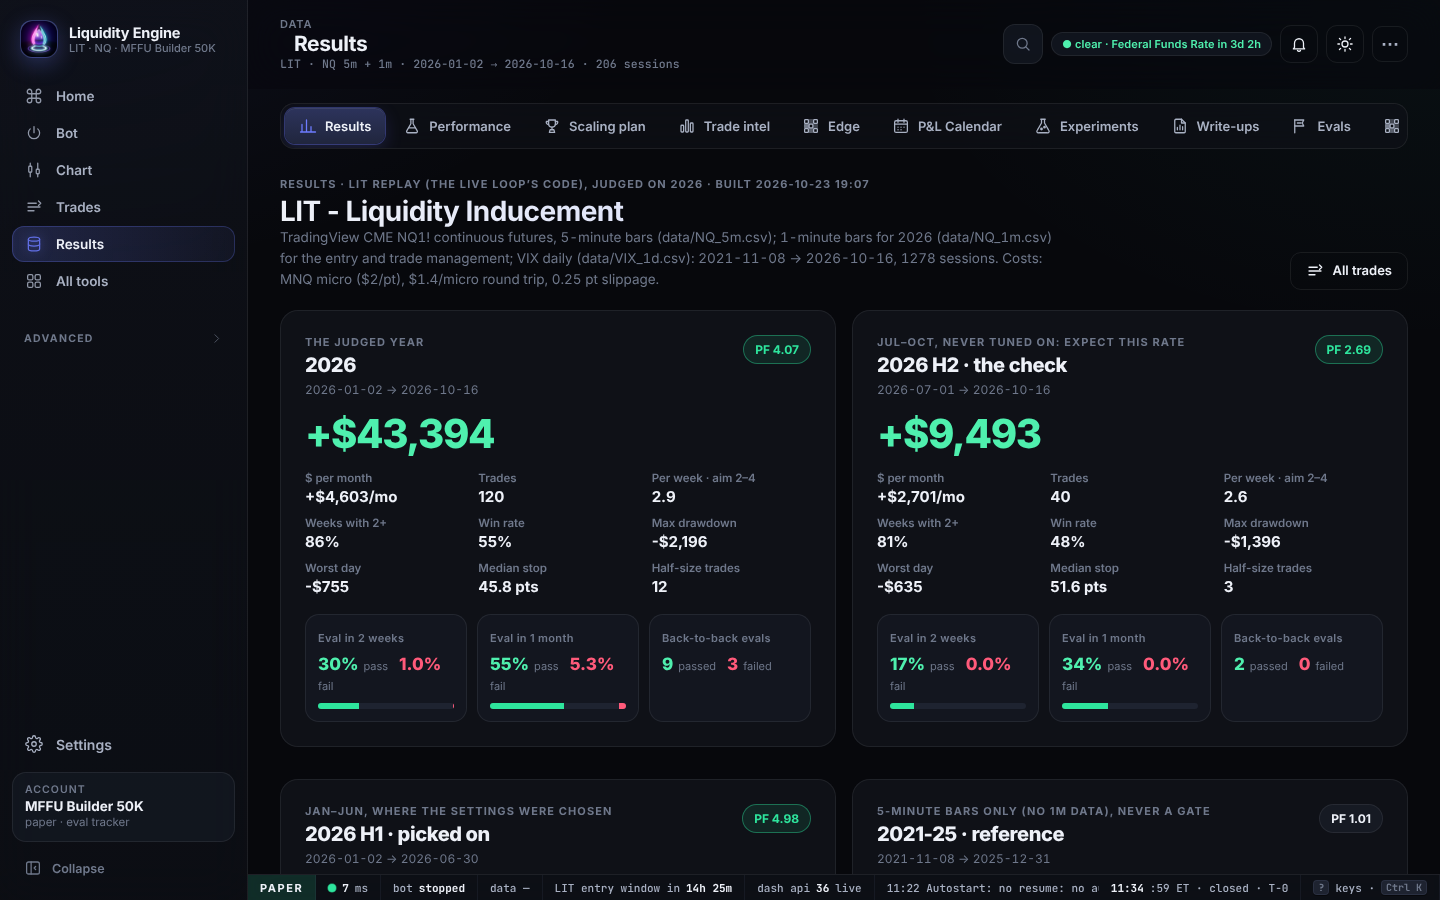 Liquidity Engine
LIT · NQ · MFFU Builder 50K
Home
Bot
Chart
Trades
Results
All tools
ADVANCED
Settings
ACCOUNT
MFFU Builder 50K
paper · eval tracker
Collapse
DATA
Results
LIT · NQ 5m + 1m · 2026-01-02 → 2026-10-16 · 206 sessions
clear · Federal Funds Rate in 3d 2h
Results Performance Scaling plan Trade intel Edge P&L Calendar Experiments Write-ups Evals
RESULTS · LIT REPLAY (THE LIVE LOOP'S CODE), JUDGED ON 2026 · BUILT 2026-10-23 19:07
LIT - Liquidity Inducement
TradingView CME NQ1! continuous futures, 5-minute bars (data/NQ_5m.csv); 1-minute bars for 2026 (data/NQ_1m.csv)
for the entry and trade management; VIX daily (data/VIX_1d.csv): 2021-11-08 → 2026-10-16, 1278 sessions. Costs:
MNQ micro ($2/pt), $1.4/micro round trip, 0.25 pt slippage.
All trades
THE JUDGED YEAR
2026
2026-01-02 → 2026-10-16
PF 4.07
+$43,394
$ per month Trades Per week · aim 2–4
+$4,603/mo 120 2.9
Weeks with 2+ Win rate Max drawdown
86% 55% -$2,196
Worst day Median stop Half-size trades
-$755 45.8 pts 12
Eval in 2 weeks
30% pass 1.0%
fail
Eval in 1 month
55% pass 5.3%
fail
Back-to-back evals
9 passed 3 failed
JUL–OCT, NEVER TUNED ON: EXPECT THIS RATE
2026 H2 · the check
2026-07-01 → 2026-10-16
PF 2.69
+$9,493
$ per month Trades Per week · aim 2–4
+$2,701/mo 40 2.6
Weeks with 2+ Win rate Max drawdown
81% 48% -$1,396
Worst day Median stop Half-size trades
-$635 51.6 pts 3
Eval in 2 weeks
17% pass 0.0%
fail
Eval in 1 month
34% pass 0.0%
fail
Back-to-back evals
2 passed 0 failed
JAN–JUN, WHERE THE SETTINGS WERE CHOSEN
2026 H1 · picked on
2026-01-02 → 2026-06-30
PF 4.98
5-MINUTE BARS ONLY (NO 1M DATA), NEVER A GATE
2021-25 · reference
2021-11-08 → 2025-12-31
PF 1.01
PAPER 7 ms bot stopped data — LIT entry window in 14h 25m dash api 36 live 11:22 Autostart: no resume: no 11:34 :59 ET · closed · T-0 ? keys · Ctrl K